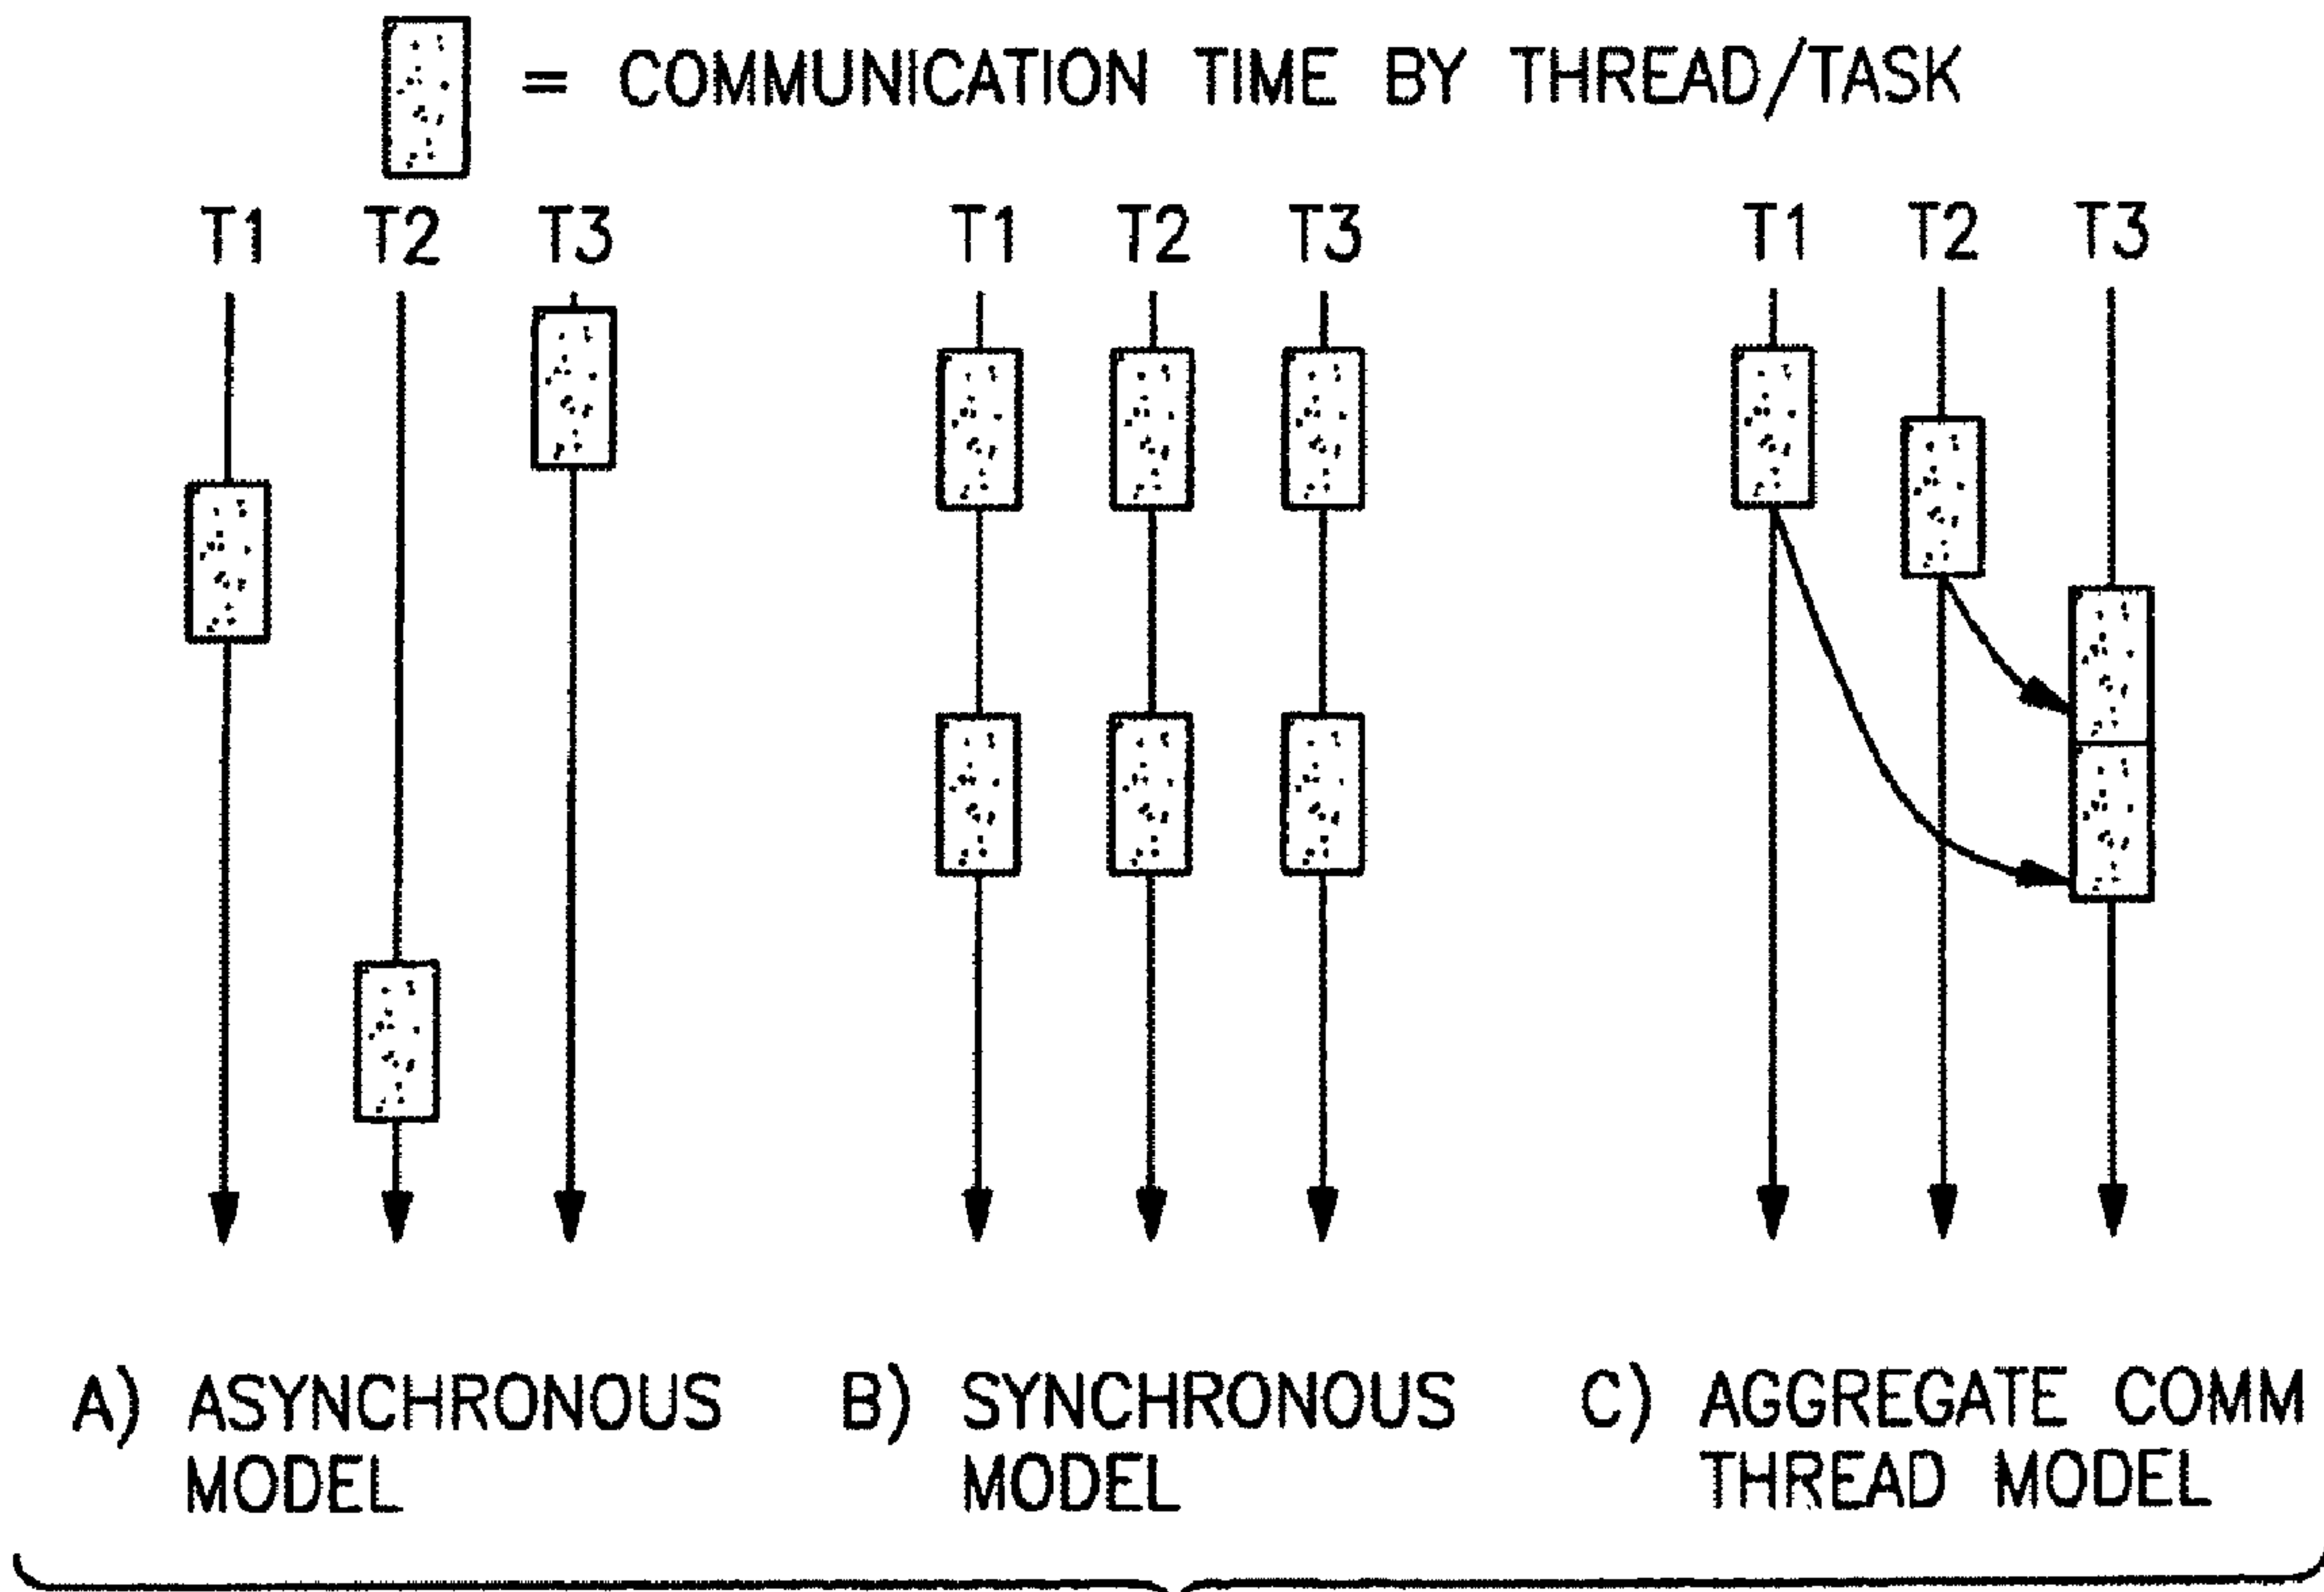 = COMMUNICATION TIME BY THREAD/TASK
T1 T2 T3
T1 T2 T3
T1 T2 T3
A) ASYNCHRONOUS
MODEL
B) SYNCHRONOUS
MODEL
C) AGGREGATE COMM
THREAD MODEL